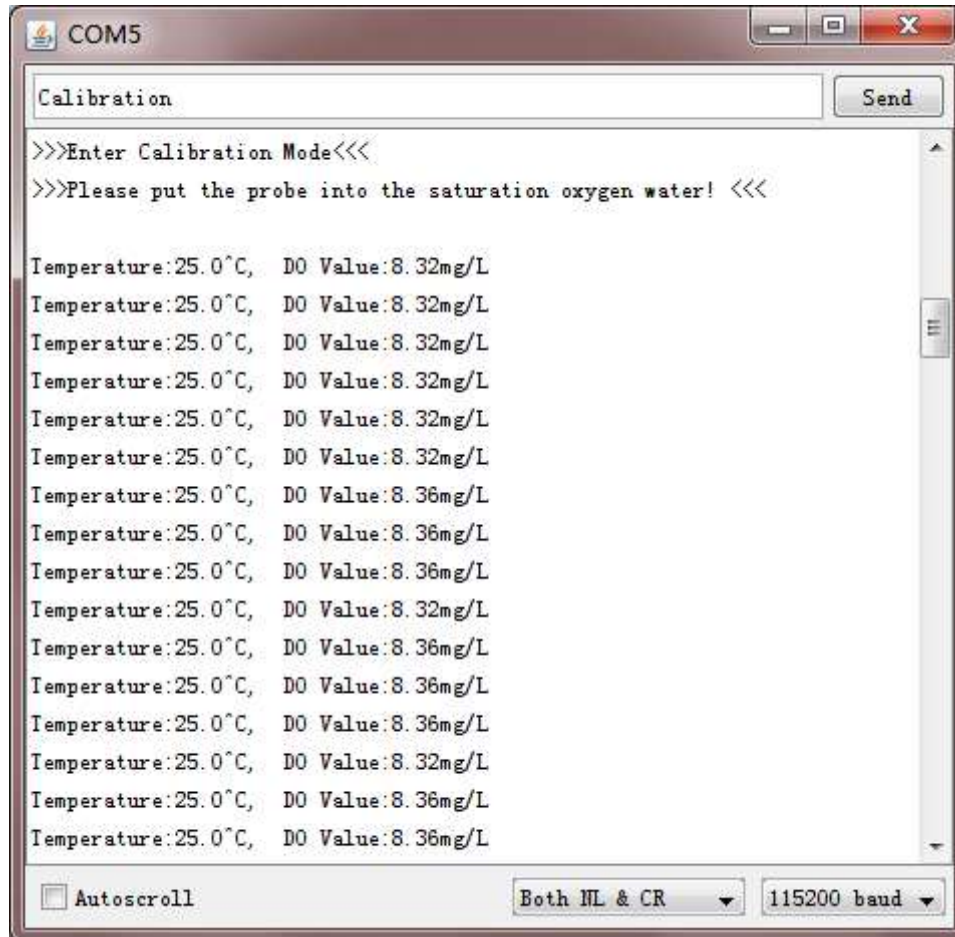 COM5
Calibration
Send
>>>Enter Calibration Mode<<<
>>>Please put the probe into the saturation oxygen water! <<<
Temperature:25.0^C,  DO Value:8.32mg/L
Temperature:25.0^C,  DO Value:8.32mg/L
Temperature:25.0^C,  DO Value:8.32mg/L
Temperature:25.0^C,  DO Value:8.32mg/L
Temperature:25.0^C,  DO Value:8.32mg/L
Temperature:25.0^C,  DO Value:8.32mg/L
Temperature:25.0^C,  DO Value:8.36mg/L
Temperature:25.0^C,  DO Value:8.36mg/L
Temperature:25.0^C,  DO Value:8.36mg/L
Temperature:25.0^C,  DO Value:8.32mg/L
Temperature:25.0^C,  DO Value:8.36mg/L
Temperature:25.0^C,  DO Value:8.36mg/L
Temperature:25.0^C,  DO Value:8.36mg/L
Temperature:25.0^C,  DO Value:8.32mg/L
Temperature:25.0^C,  DO Value:8.36mg/L
Temperature:25.0^C,  DO Value:8.36mg/L
Autoscroll
Both NL & CR
115200 baud